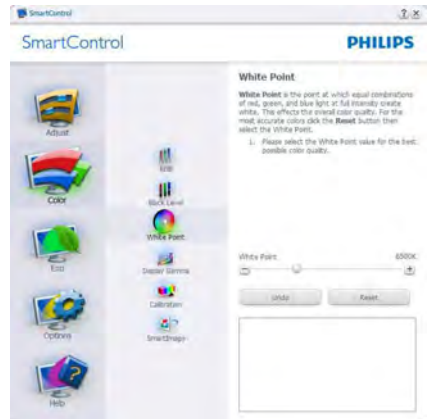 SmartControl
SmartControl
PHILIPS
Adjust
Color
Eco
Options
Help
RGB
Black Level
White Point
Display Gamma
Calibration
SmartImage
White Point
White Point is the point at which equal combinations
of red, green, and blue light at full intensity create
white. This effects the overall color quality. For the
most accurate colors click the Reset button then
select the White Point.
1. Please select the White Point value for the best
possible color quality.
White Point 6500K
Undo Reset